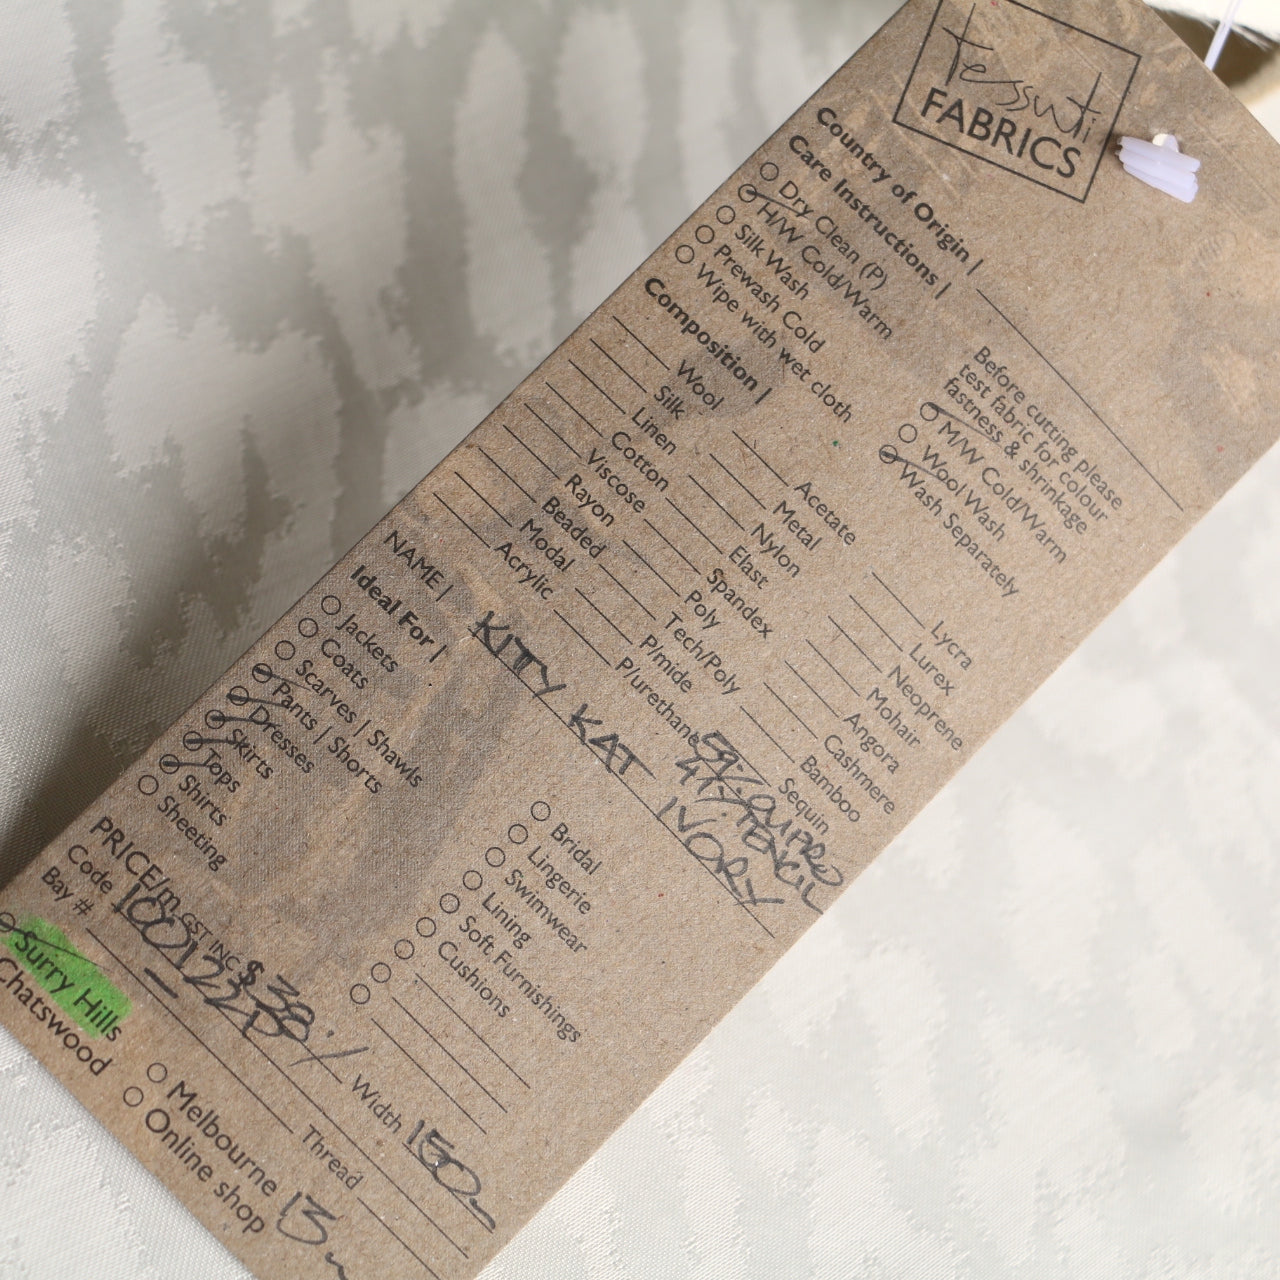 tessuti
FABRICS
Country of Origin |
Care Instructions |
Dry Clean (P)
H/W Cold/Warm
Silk Wash
Prewash Cold
Wipe with wet cloth
Before cutting please
test fabric for colour
fastness & shrinkage
M/W Cold/Warm
Wool Wash
Wash Separately
Composition |
Wool
Silk
Linen
Cotton
Viscose
Rayon
Beaded
Modal
Acrylic
Acetate
Metal
Nylon
Elast
Spandex
Poly
Tech/Poly
P/mide
P/urethane
Lycra
Lurex
Neoprene
Mohair
Angora
Cashmere
Bamboo
Sequin
CUPRO
TENCIL
NAME | KITTY KAT IVORY
Ideal For |
Jackets
Coats
Scarves | Shawls
Pants | Shorts
Dresses
Skirts
Tops
Shirts
Sheeting
Bridal
Lingerie
Swimwear
Lining
Soft Furnishings
Cushions
PRICE/m GST INC $38
Width 150
Code
Bay #
Thread
Surry Hills
Chatswood
Melbourne
Online shop
13